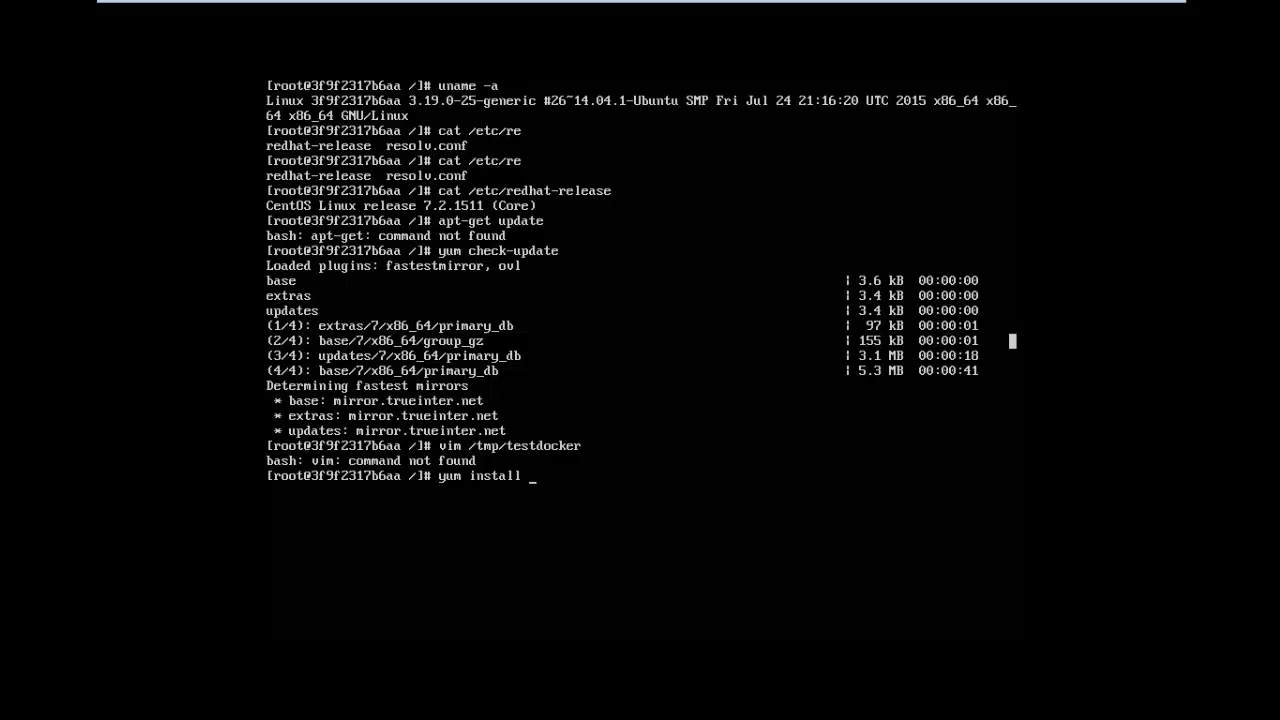 [root@3f9f2317b6aa /]# uname -a
Linux 3f9f2317b6aa 3.19.0-25-generic #26~14.04.1-Ubuntu SMP Fri Jul 24 21:16:20 UTC 2015 x86_64 x86_
64 x86_64 GNU/Linux
[root@3f9f2317b6aa /]# cat /etc/re
redhat-release  resolv.conf
[root@3f9f2317b6aa /]# cat /etc/re
redhat-release  resolv.conf
[root@3f9f2317b6aa /]# cat /etc/redhat-release
CentOS Linux release 7.2.1511 (Core)
[root@3f9f2317b6aa /]# apt-get update
bash: apt-get: command not found
[root@3f9f2317b6aa /]# yum check-update
Loaded plugins: fastestmirror, ovl
base | 3.6 kB  00:00:00
extras | 3.4 kB  00:00:00
updates | 3.4 kB  00:00:00
(1/4): extras/7/x86_64/primary_db |  97 kB  00:00:01
(2/4): base/7/x86_64/group_gz | 155 kB  00:00:01
(3/4): updates/7/x86_64/primary_db | 3.1 MB  00:00:18
(4/4): base/7/x86_64/primary_db | 5.3 MB  00:00:41
Determining fastest mirrors
 * base: mirror.trueinter.net
 * extras: mirror.trueinter.net
 * updates: mirror.trueinter.net
[root@3f9f2317b6aa /]# vim /tmp/testdocker
bash: vim: command not found
[root@3f9f2317b6aa /]# yum install _